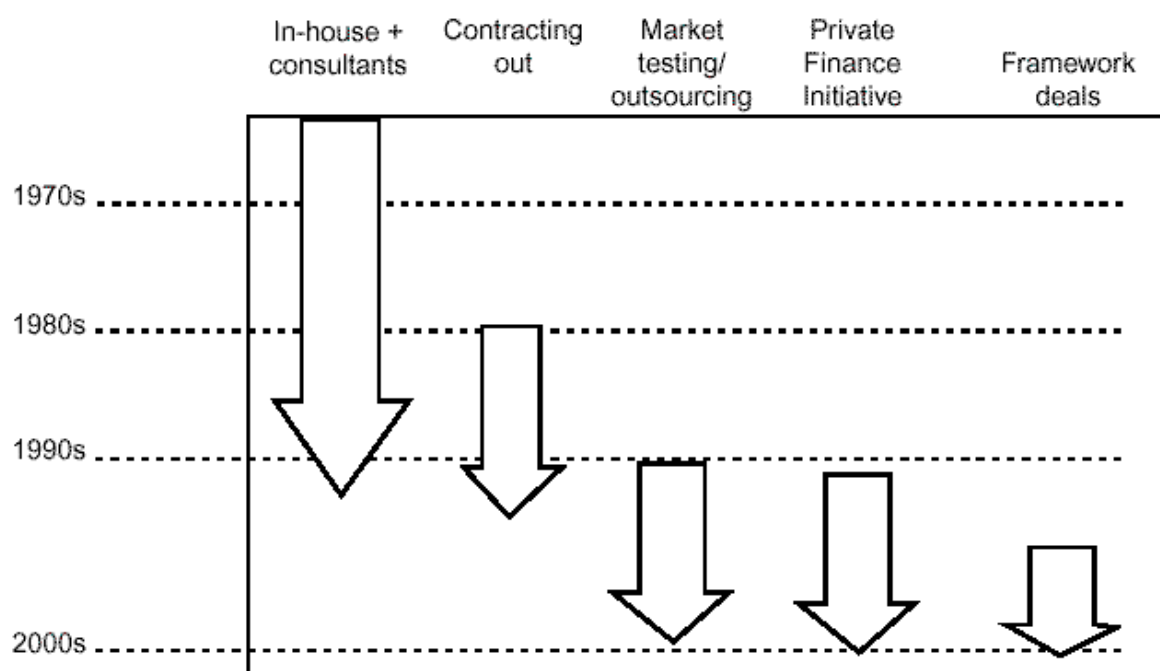 In-house +
consultants
Contracting
out
Market
testing/
outsourcing
Private
Finance
Initiative
Framework
deals
1970s
1980s
1990s
2000s